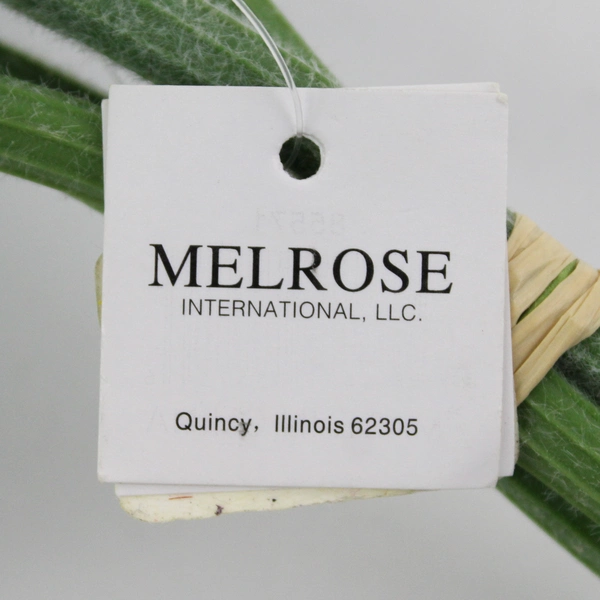 MELROSE
INTERNATIONAL, LLC.
Quincy, Illinois 62305